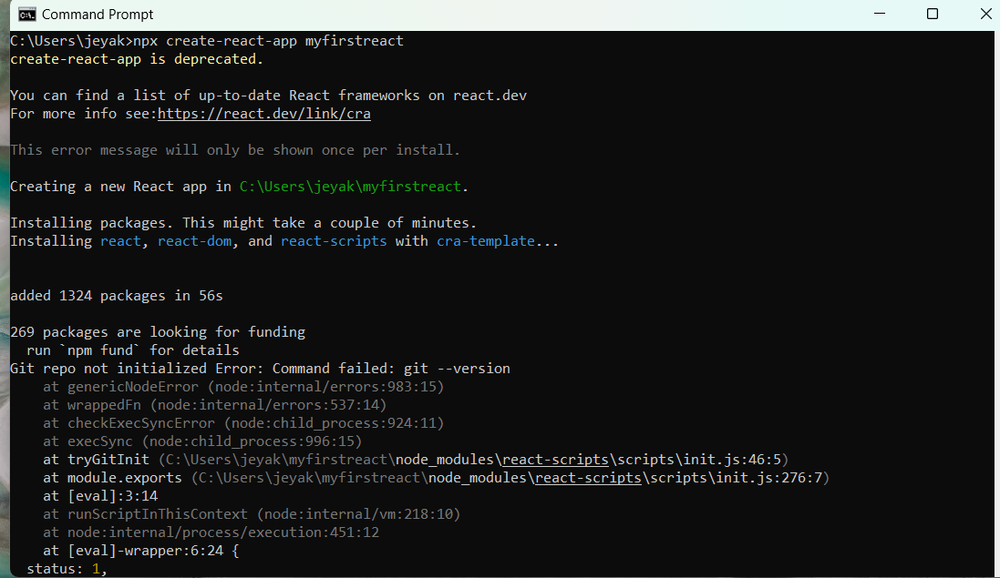 Command Prompt
C:\Users\jeyak>npx create-react-app myfirstreact
create-react-app is deprecated.
You can find a list of up-to-date React frameworks on react.dev
For more info see:https://react.dev/link/cra
This error message will only be shown once per install.
Creating a new React app in C:\Users\jeyak\myfirstreact.
Installing packages. This might take a couple of minutes.
Installing react, react-dom, and react-scripts with cra-template...
added 1324 packages in 56s
269 packages are looking for funding
  run `npm fund` for details
Git repo not initialized Error: Command failed: git --version
    at genericNodeError (node:internal/errors:983:15)
    at wrappedFn (node:internal/errors:537:14)
    at checkExecSyncError (node:child_process:924:11)
    at execSync (node:child_process:996:15)
    at tryGitInit (C:\Users\jeyak\myfirstreact\node_modules\react-scripts\scripts\init.js:46:5)
    at module.exports (C:\Users\jeyak\myfirstreact\node_modules\react-scripts\scripts\init.js:276:7)
    at [eval]:3:14
    at runScriptInThisContext (node:internal/vm:218:10)
    at node:internal/process/execution:451:12
    at [eval]-wrapper:6:24 {
  status: 1,